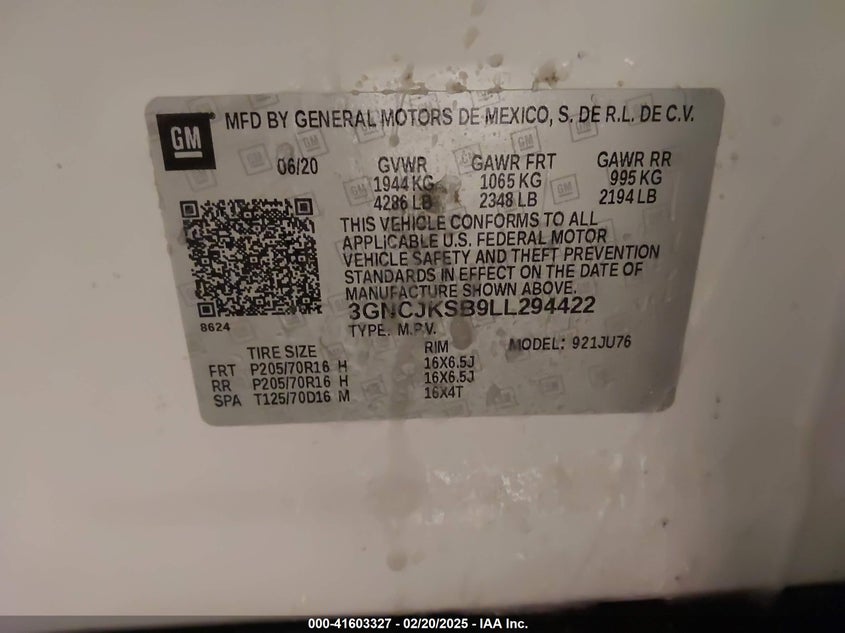 GM
MFD BY GENERAL MOTORS DE MEXICO, S. DE R.L. DE C.V.
06/20 GVWR GAWR FRT GAWR RR
1944 KG 1065 KG 995 KG
4286 LB 2348 LB 2194 LB
THIS VEHICLE CONFORMS TO ALL
APPLICABLE U.S. FEDERAL MOTOR
VEHICLE SAFETY AND THEFT PREVENTION
STANDARDS IN EFFECT ON THE DATE OF
MANUFACTURE SHOWN ABOVE.
3GNCJKSB9LL294422
8624
TYPE: M.P.V.
MODEL: 921JU76
TIRE SIZE RIM
FRT P205/70R16 H 16X6.5J
RR P205/70R16 H 16X6.5J
SPA T125/70D16 M 16X4T
000-41603327 - 02/20/2025 - IAA Inc.